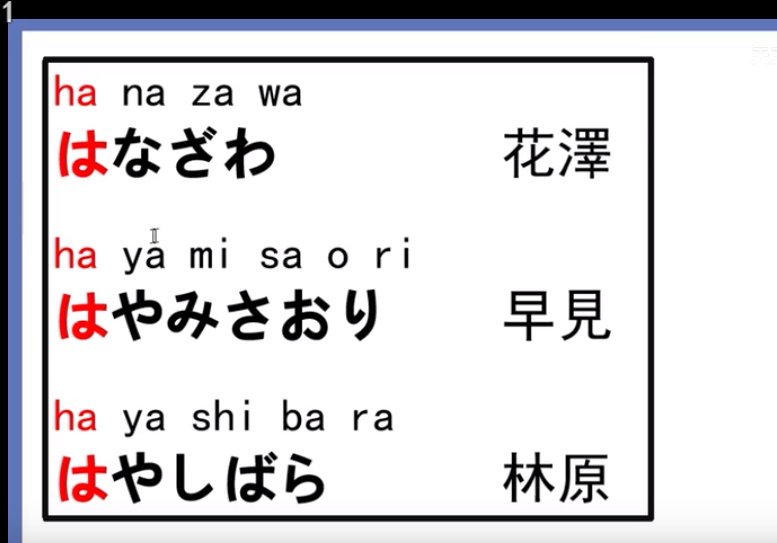 1
ha na za wa
はなざわ 花澤
ha ya mi sa o ri
はやみさおり 早見
ha ya shi ba ra
はやしばら 林原